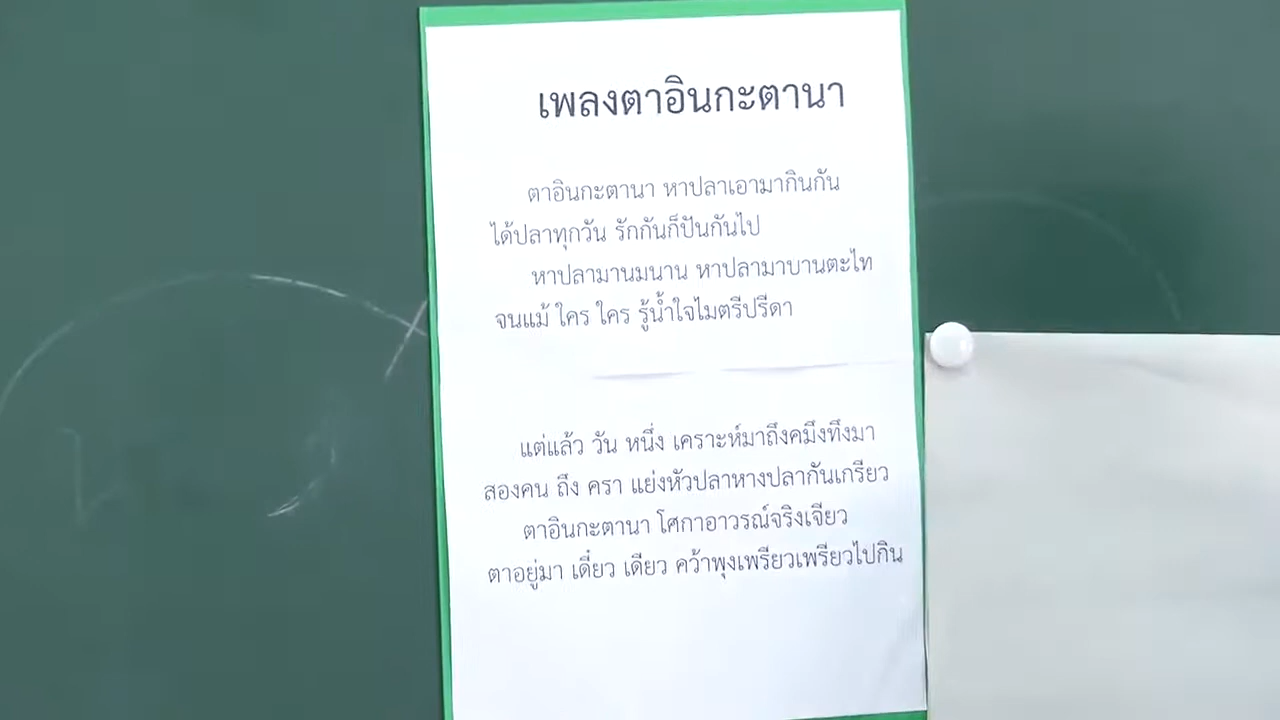 เพลงตาอินกะตานา
ตาอินกะตานา หาปลาเอามากินกัน
ได้ปลาทุกวัน รักกันก็ปันกันไป
หาปลามานมนาน หาปลามาบานตะไท
จนแม้ ใคร ใคร รู้น้ำใจไมตรีปรีดา
แต่แล้ว วัน หนึ่ง เคราะห์มาถึงคมึงทึงมา
สองคน ถึง ครา แย่งหัวปลาหางปลากันเกรียว
ตาอินกะตานา โศกาอาวรณ์จริงเจียว
ตาอยู่มา เดี๋ยว เดียว คว้าพุงเพรียวเพรียวไปกิน